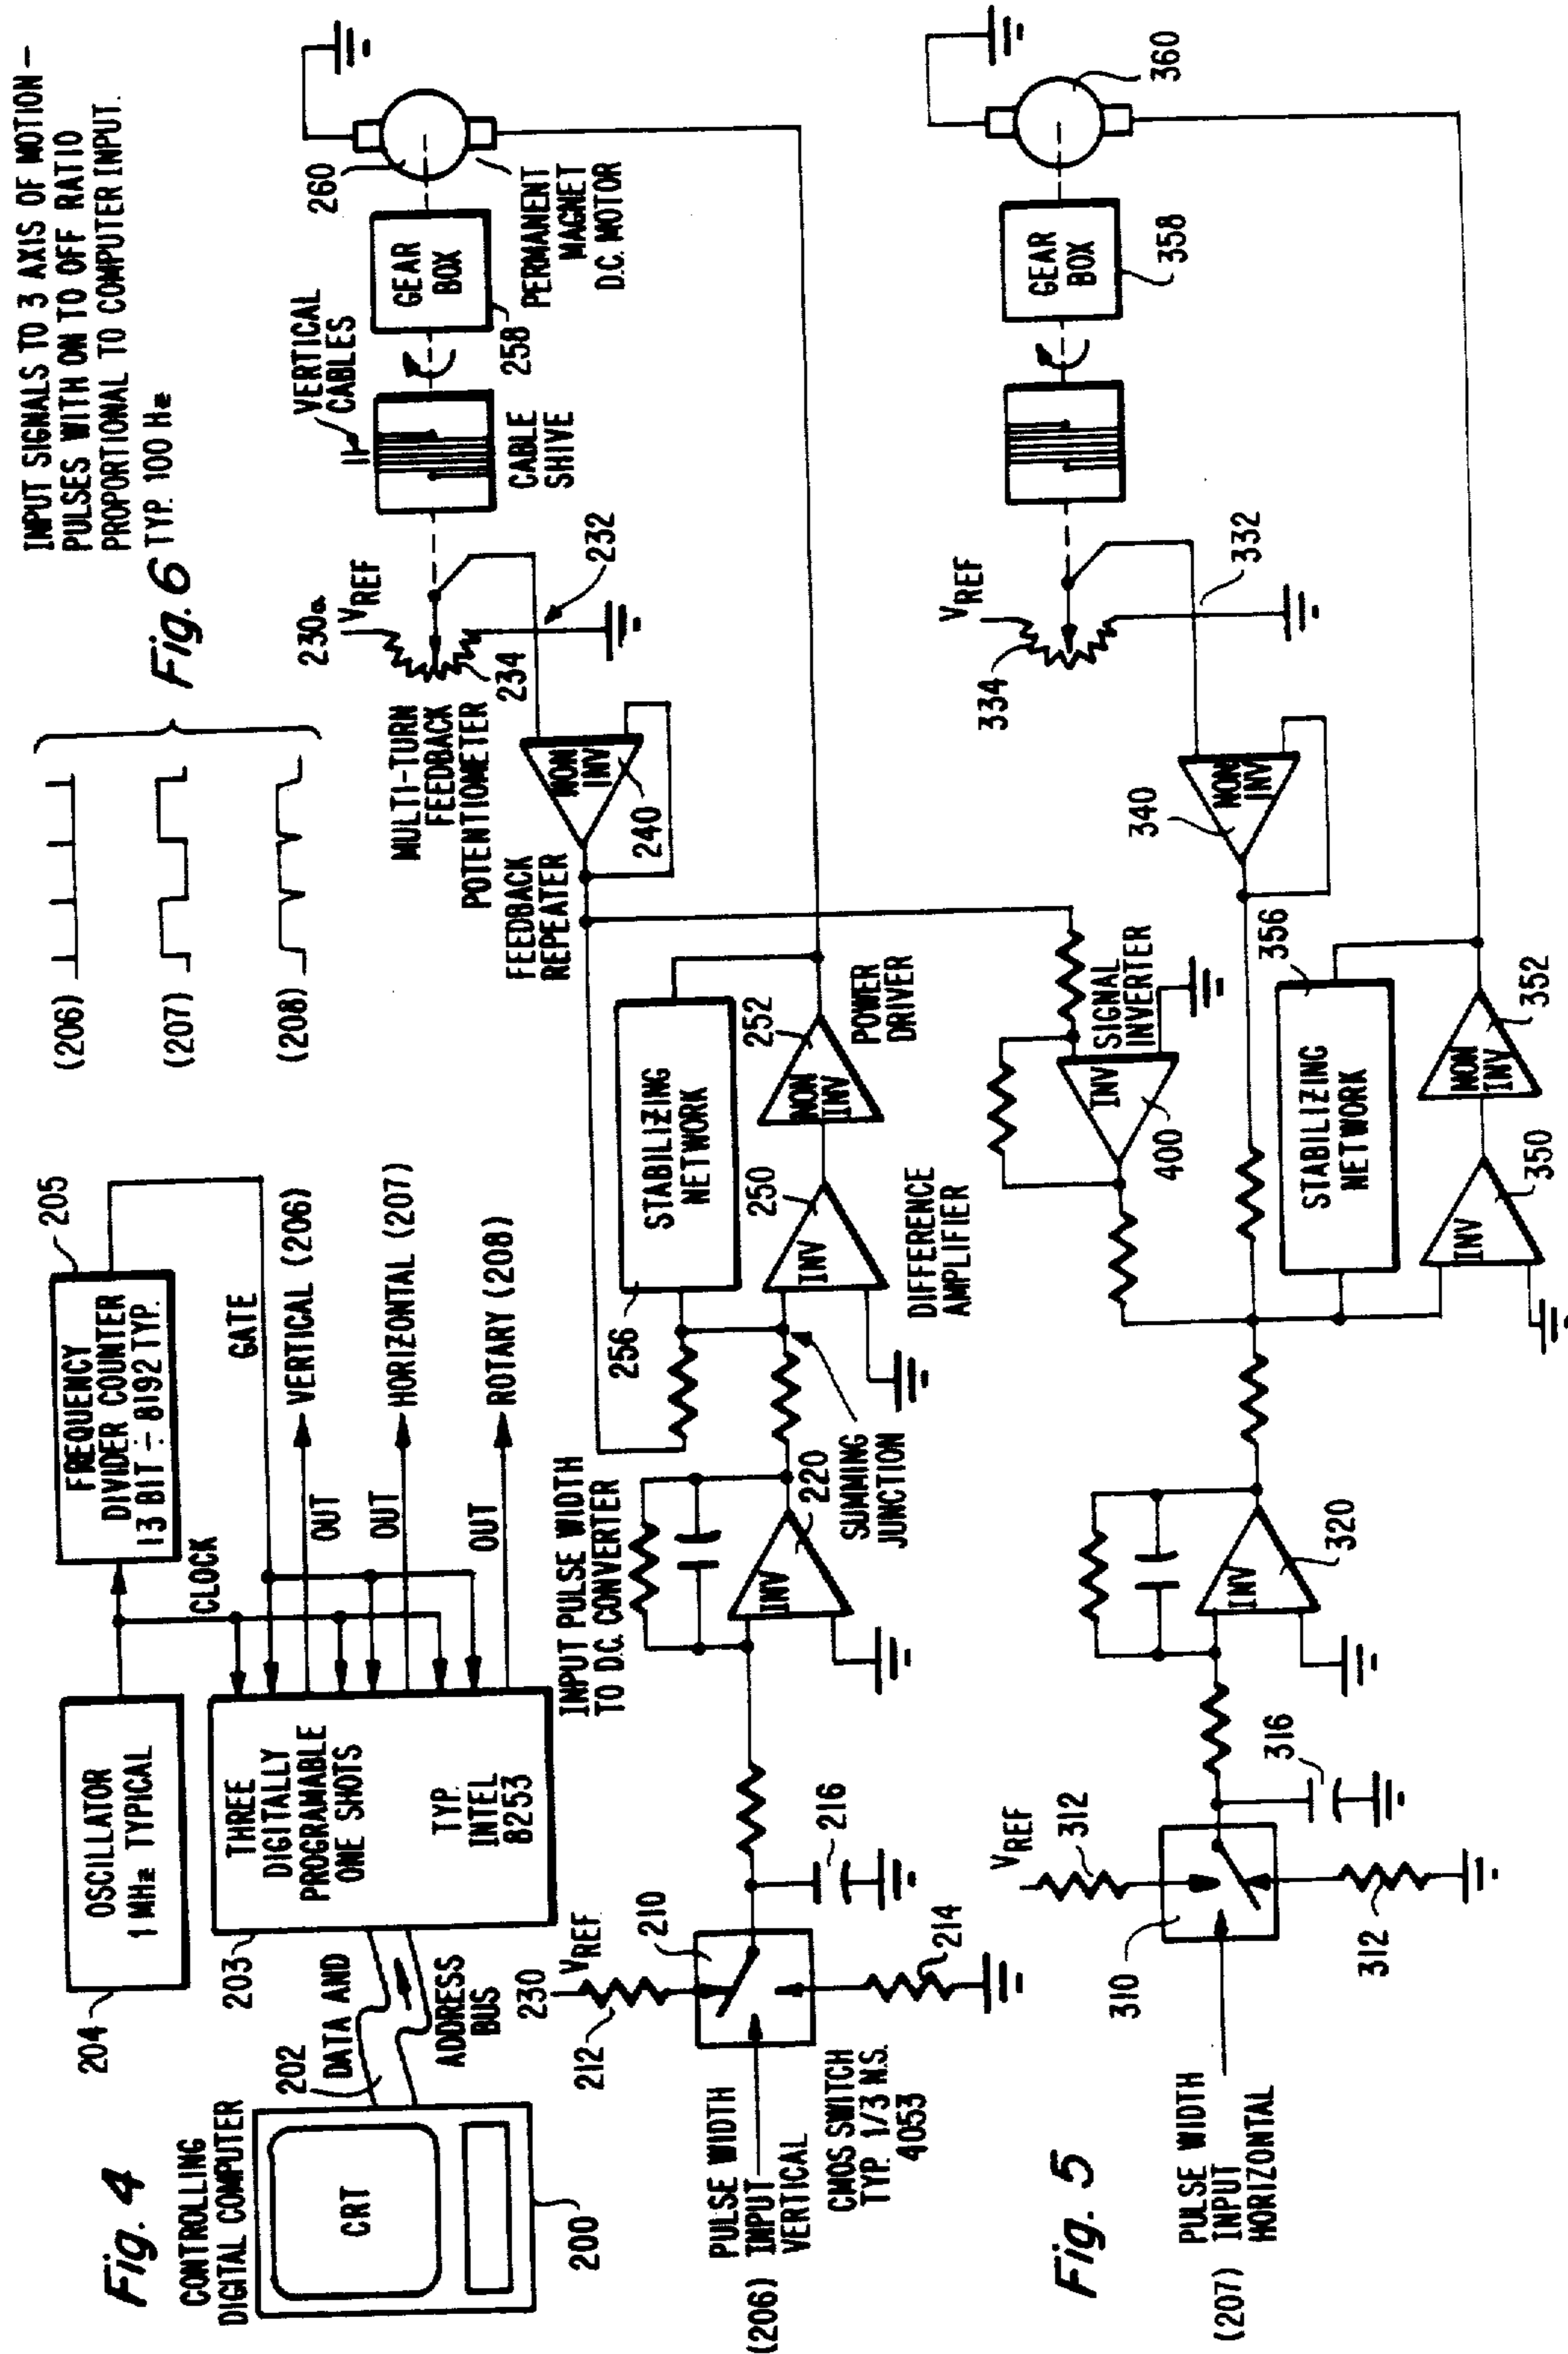 Fig. 4
CONTROLLING
DIGITAL COMPUTER
CRT
200
202
DATA AND
ADDRESS
BUS
204
OSCILLATOR
1 MHz TYPICAL
203
THREE
DIGITALLY
PROGRAMABLE
ONE SHOTS
TYP.
INTEL
8253
205
FREQUENCY
DIVIDER COUNTER
13 BIT ÷ 8192 TYP.
CLOCK
GATE
OUT
VERTICAL (206)
OUT
HORIZONTAL (207)
OUT
ROTARY (208)
(206)
(207)
(208)
Fig. 6
INPUT SIGNALS TO 3 AXIS OF MOTION –
PULSES WITH ON TO OFF RATIO
PROPORTIONAL TO COMPUTER INPUT.
TYP. 100 Hz
PULSE WIDTH
INPUT
VERTICAL
(206)
CMOS SWITCH
TYP. 1/3 N.S.
4053
230
VREF
212
210
214
216
INPUT PULSE WIDTH
TO D.C. CONVERTER
INV
220
SUMMING
JUNCTION
256
STABILIZING
NETWORK
INV
250
DIFFERENCE
AMPLIFIER
NON
INV
252
POWER
DRIVER
FEEDBACK
REPEATER
NON
INV
240
MULTI-TURN
FEEDBACK
POTENTIOMETER
230a
VREF
234
232
VERTICAL
CABLES
CABLE
SHIVE
GEAR
BOX
258
260
PERMANENT
MAGNET
D.C. MOTOR
Fig. 5
PULSE WIDTH
INPUT
HORIZONTAL
(207)
VREF
312
310
312
316
INV
320
INV
400
SIGNAL
INVERTER
STABILIZING
NETWORK
356
INV
350
NON
INV
352
340
NON
INV
334
VREF
332
GEAR
BOX
358
360